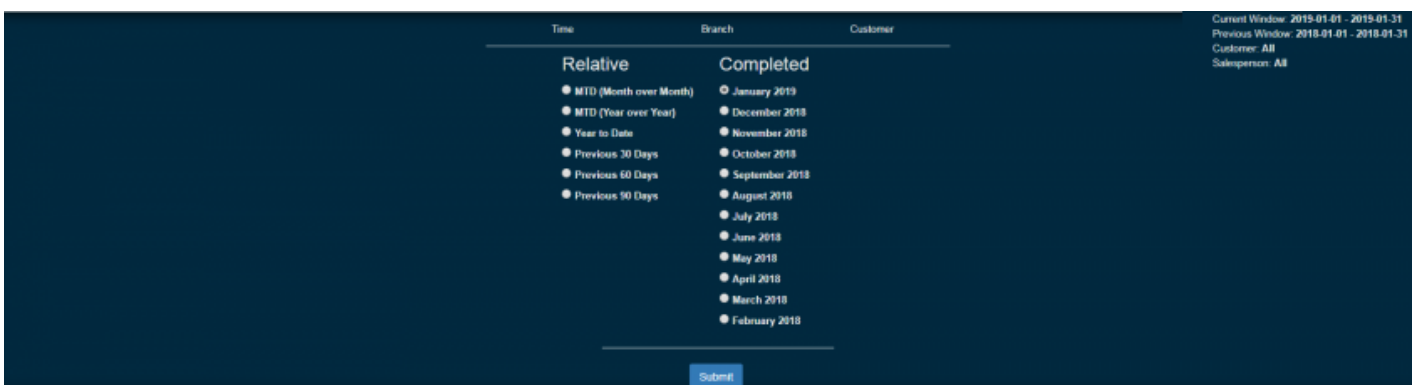 Time Branch Customer
Relative
MTD (Month over Month)
MTD (Year over Year)
Year to Date
Previous 30 Days
Previous 60 Days
Previous 90 Days
Completed
January 2019
December 2018
November 2018
October 2018
September 2018
August 2018
July 2018
June 2018
May 2018
April 2018
March 2018
February 2018
Submit
Current Window: 2019-01-01 - 2019-01-31
Previous Window: 2018-01-01 - 2018-01-31
Customer: All
Salesperson: All